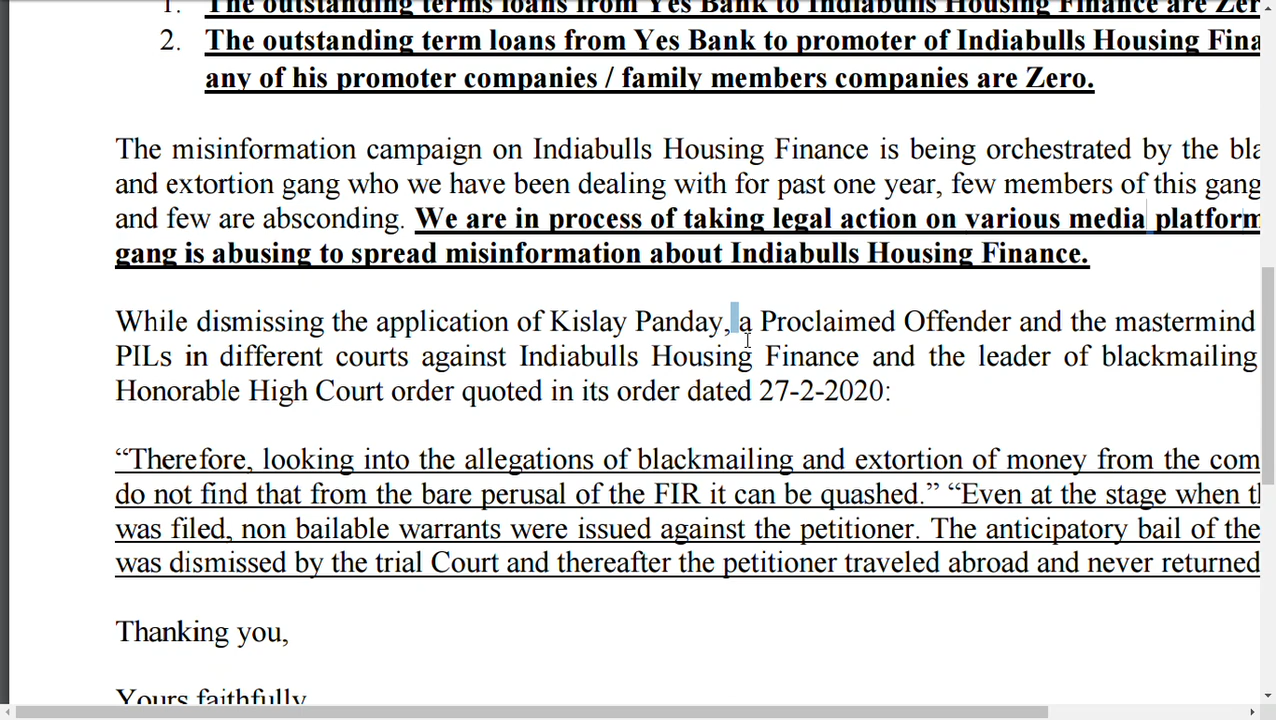 1. The outstanding terms loans from Yes Bank to Indiabulls Housing Finance are
2. The outstanding term loans from Yes Bank to promoter of Indiabulls Housing
any of his promoter companies / family members companies are Zero.
The misinformation campaign on Indiabulls Housing Finance is being orchestrated by the
and extortion gang who we have been dealing with for past one year, few members of this gang
and few are absconding. We are in process of taking legal action on various media
gang is abusing to spread misinformation about Indiabulls Housing Finance.
While dismissing the application of Kislay Panday, a Proclaimed Offender and the mastermind
PILs in different courts against Indiabulls Housing Finance and the leader of blackmailing
Honorable High Court order quoted in its order dated 27-2-2020:
“Therefore, looking into the allegations of blackmailing and extortion of money from the
do not find that from the bare perusal of the FIR it can be quashed.” “Even at the stage when
was filed, non bailable warrants were issued against the petitioner. The anticipatory bail of the
was dismissed by the trial Court and thereafter the petitioner traveled abroad and never returned
Thanking you,
Yours faithfully